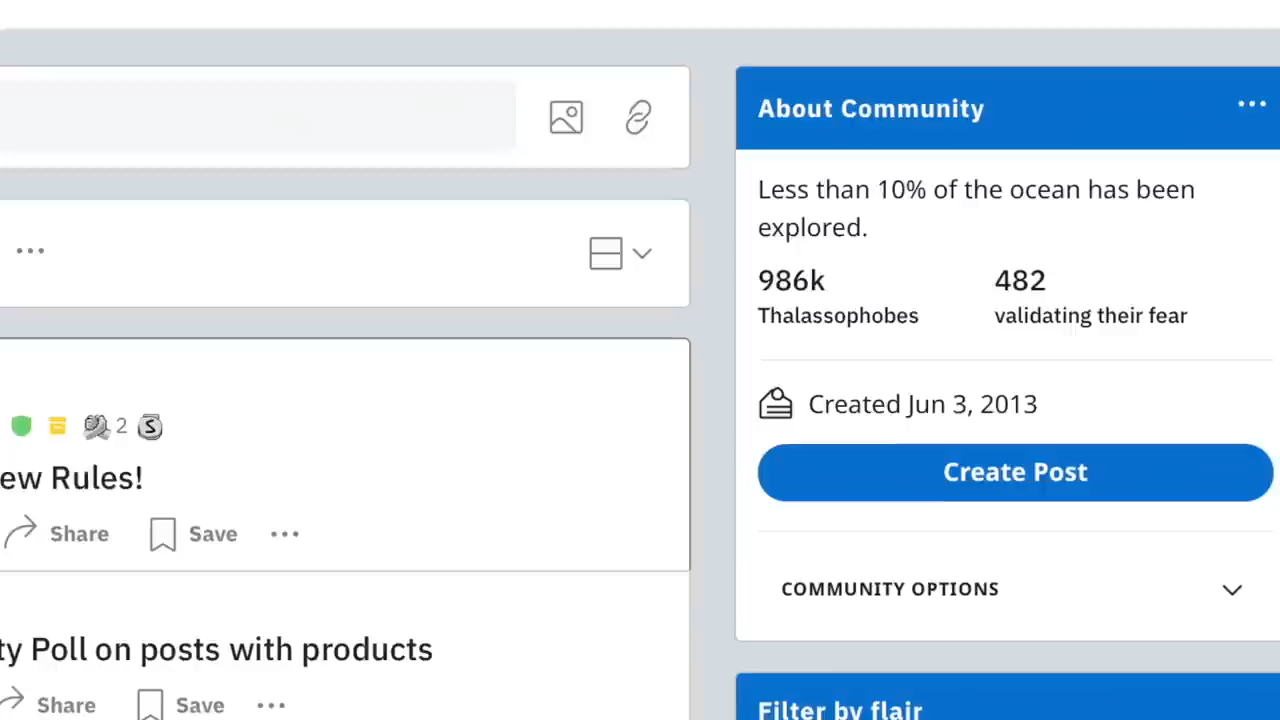 About Community
Less than 10% of the ocean has been
explored.
986k
482
Thalassophobes
validating their fear
Created Jun 3, 2013
Create Post
COMMUNITY OPTIONS
Filter by flair
2
ew Rules!
Share
Save
ty Poll on posts with products
Share
Save